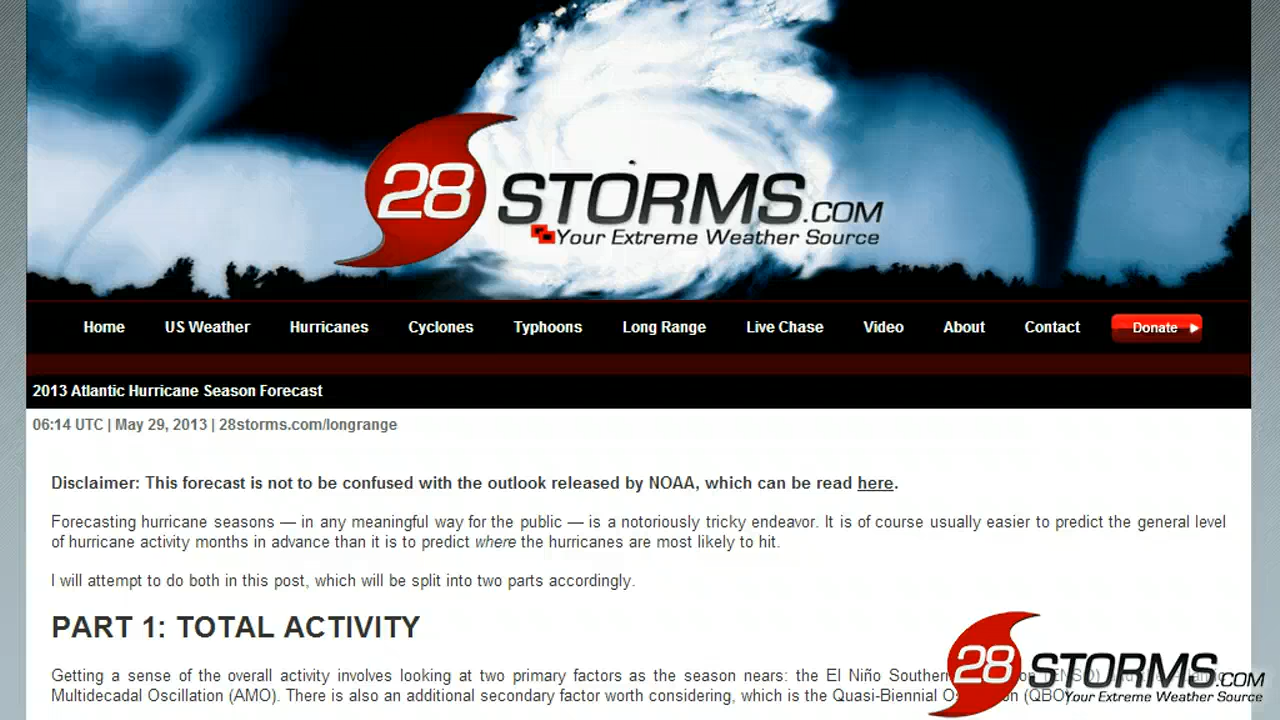 28 STORMS.COM
Your Extreme Weather Source
Home US Weather Hurricanes Cyclones Typhoons Long Range Live Chase Video About Contact Donate
2013 Atlantic Hurricane Season Forecast
06:14 UTC | May 29, 2013 | 28storms.com/longrange
Disclaimer: This forecast is not to be confused with the outlook released by NOAA, which can be read here.
Forecasting hurricane seasons — in any meaningful way for the public — is a notoriously tricky endeavor. It is of course usually easier to predict the general level
of hurricane activity months in advance than it is to predict where the hurricanes are most likely to hit.
I will attempt to do both in this post, which will be split into two parts accordingly.
PART 1: TOTAL ACTIVITY
Getting a sense of the overall activity involves looking at two primary factors as the season nears: the El Niño Southern
Multidecadal Oscillation (AMO). There is also an additional secondary factor worth considering, which is the Quasi-Biennial (QBO)
28 STORMS.COM
Your Extreme Weather Source